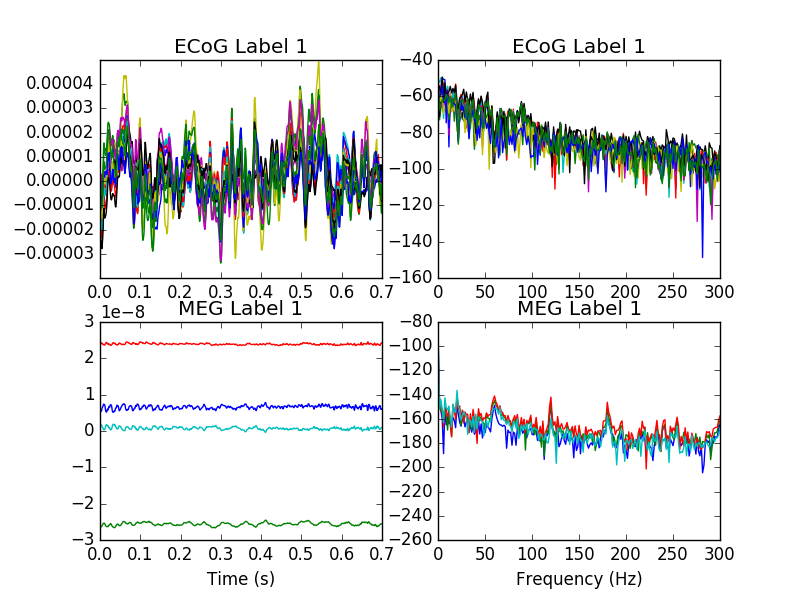 ECoG Label 1
0.00004
0.00003
0.00002
0.00001
0.00000
−0.00001
−0.00002
−0.00003
0.0 0.1 0.2 0.3 0.4 0.5 0.6 0.7
ECoG Label 1
−40
−60
−80
−100
−120
−140
−160
0 50 100 150 200 250 300
MEG Label 1
1e−8
3
2
1
0
−1
−2
−3
0.0 0.1 0.2 0.3 0.4 0.5 0.6 0.7
Time (s)
MEG Label 1
−80
−100
−120
−140
−160
−180
−200
−220
−240
−260
0 50 100 150 200 250 300
Frequency (Hz)